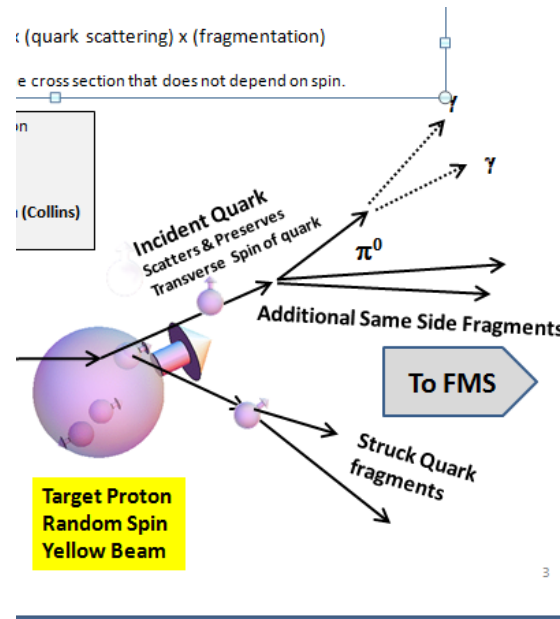 (quark scattering) x (fragmentation)
e cross section that does not depend on spin.
on
(Collins)
γ
γ
Incident Quark
Scatters & Preserves
Transverse Spin of quark
π⁰
Additional Same Side Fragments
To FMS
Struck Quark
fragments
Target Proton
Random Spin
Yellow Beam
3